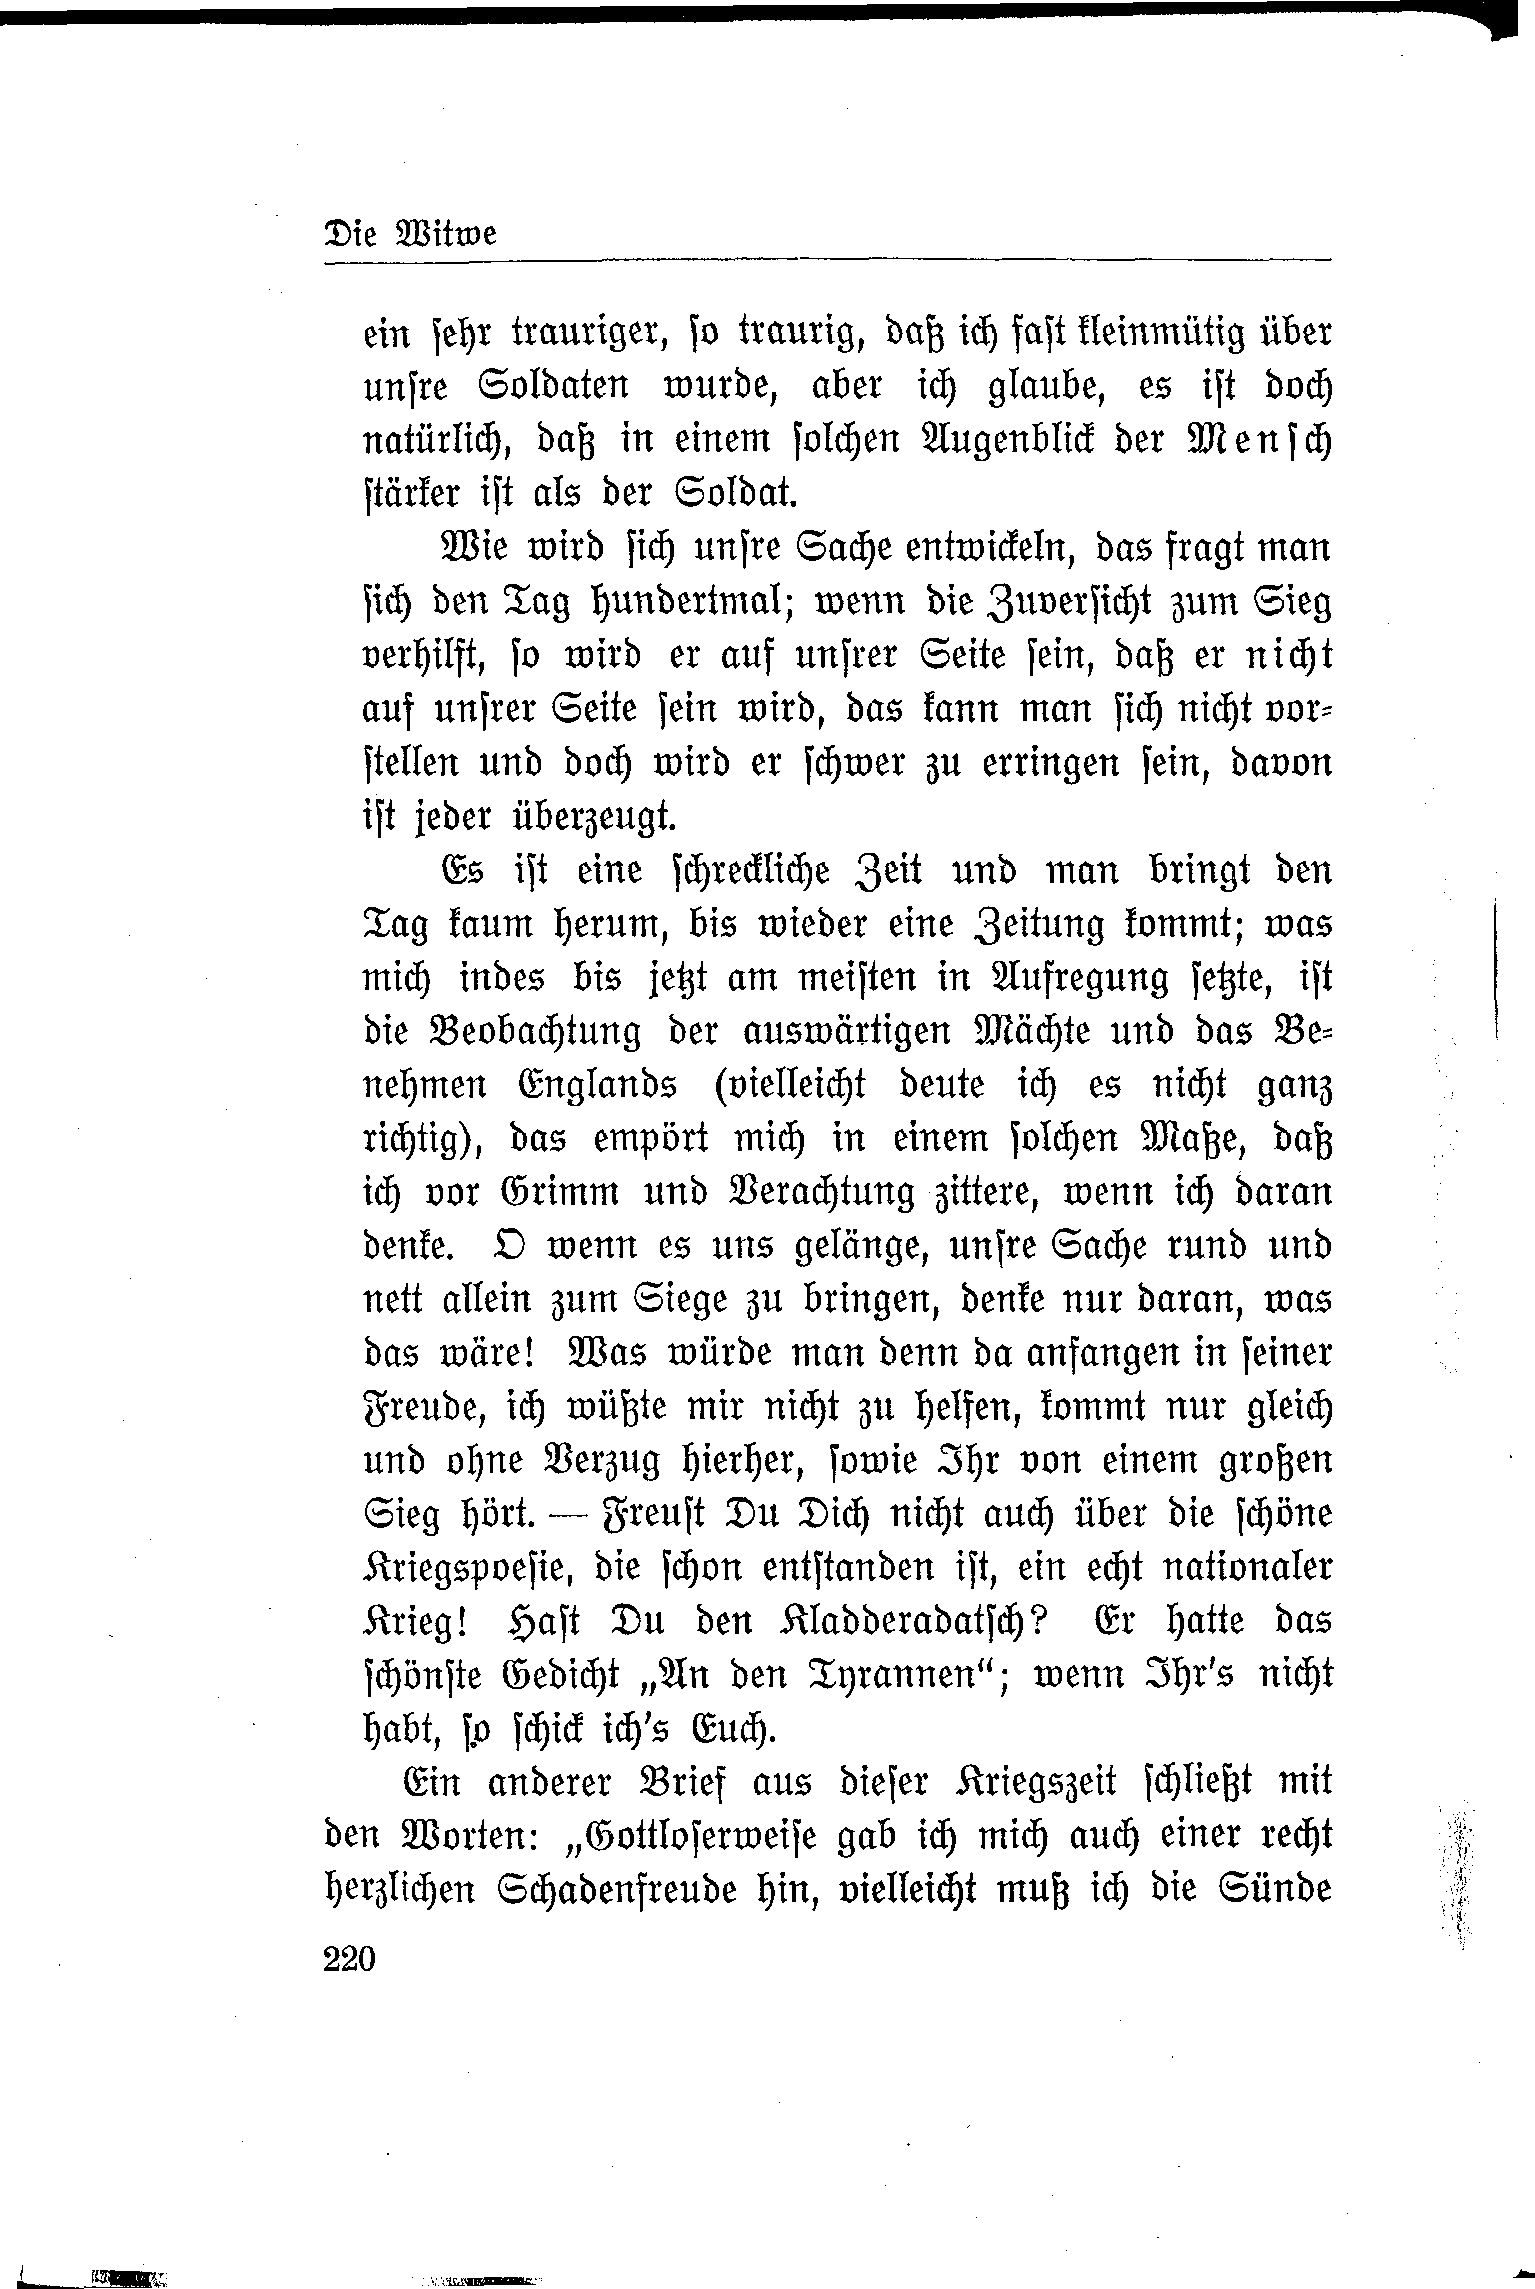 Die Witwe
ein sehr trauriger, so traurig, daß ich fast kleinmütig über
unsre Soldaten wurde, aber ich glaube, es ist doch
natürlich, daß in einem solchen Augenblick der Mensch
stärker ist als der Soldat.
Wie wird sich unsre Sache entwickeln, das fragt man
sich den Tag hundertmal; wenn die Zuversicht zum Sieg
verhilft, so wird er auf unsrer Seite sein, daß er nicht
auf unsrer Seite sein wird, das kann man sich nicht vor-
stellen und doch wird er schwer zu erringen sein, davon
ist jeder überzeugt.
Es ist eine schreckliche Zeit und man bringt den
Tag kaum herum, bis wieder eine Zeitung kommt; was
mich indes bis jetzt am meisten in Aufregung setzte, ist
die Beobachtung der auswärtigen Mächte und das Be-
nehmen Englands (vielleicht deute ich es nicht ganz
richtig), das empört mich in einem solchen Maße, daß
ich vor Grimm und Verachtung zittere, wenn ich daran
denke. O wenn es uns gelänge, unsre Sache rund und
nett allein zum Siege zu bringen, denke nur daran, was
das wäre! Was würde man denn da anfangen in seiner
Freude, ich wüßte mir nicht zu helfen, kommt nur gleich
und ohne Verzug hierher, sowie Ihr von einem großen
Sieg hört. — Freust Du Dich nicht auch über die schöne
Kriegspoesie, die schon entstanden ist, ein echt nationaler
Krieg! Hast Du den Kladderadatsch? Er hatte das
schönste Gedicht „An den Tyrannen“; wenn Ihr's nicht
habt, so schick ich's Euch.
Ein anderer Brief aus dieser Kriegszeit schließt mit
den Worten: „Gottloserweise gab ich mich auch einer recht
herzlichen Schadenfreude hin, vielleicht muß ich die Sünde
220